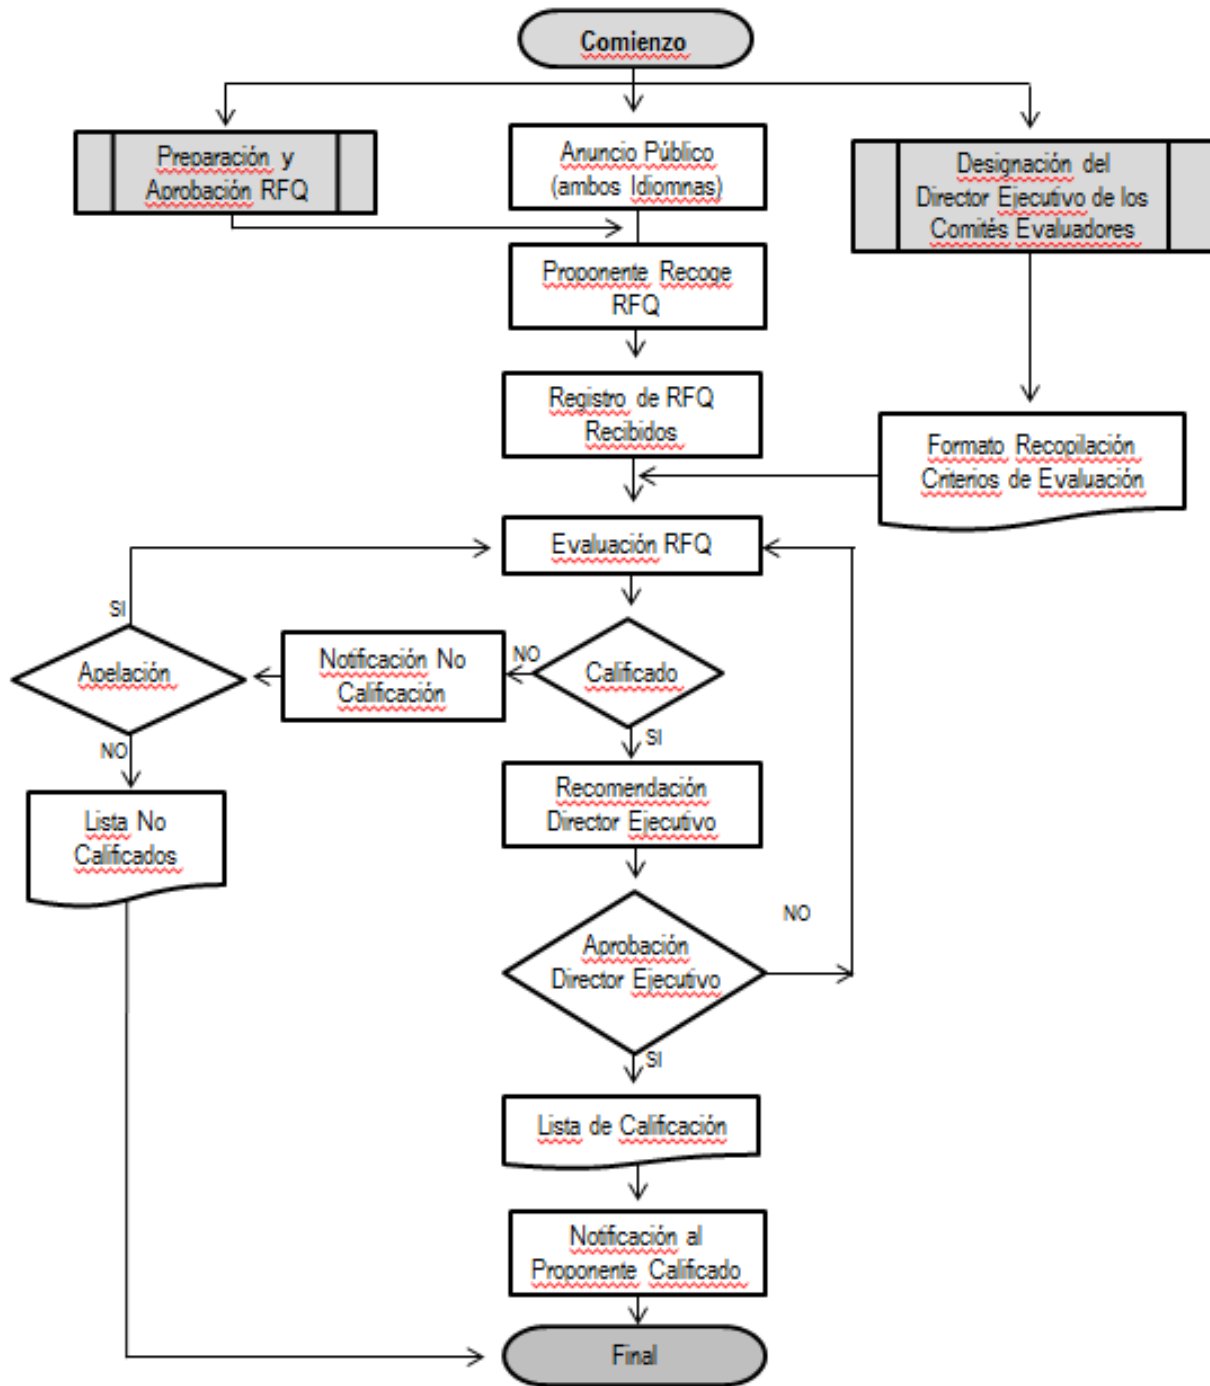 Comienzo
Preparación y
Aprobación RFQ
Anuncio Público
(ambos Idiomnas)
Designación del
Director Ejecutivo de los
Comités Evaluadores
Proponente Recoge
RFQ
Registro de RFQ
Recibidos
Formato Recopilación
Criterios de Evaluación
Evaluación RFQ
SI
Apelación
Notificación No
Calificación
NO
Calificado
NO
SI
Lista No
Calificados
Recomendación
Director Ejecutivo
Aprobación
Director Ejecutivo
NO
SI
Lista de Calificación
Notificación al
Proponente Calificado
Final